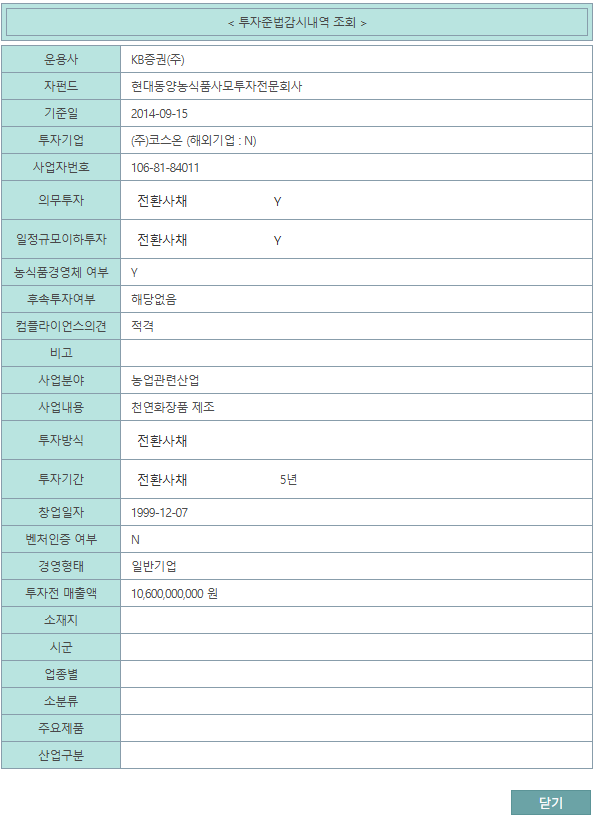 < 투자준법감시내역 조회 >
운용사 KB증권(주)
자펀드 현대동양농식품사모투자전문회사
기준일 2014-09-15
투자기업 (주)코스온 (해외기업 : N)
사업자번호 106-81-84011
의무투자 전환사채 Y
일정규모이하투자 전환사채 Y
농식품경영체 여부 Y
후속투자여부 해당없음
컴플라이언스의견 적격
비고
사업분야 농업관련산업
사업내용 천연화장품 제조
투자방식 전환사채
투자기간 전환사채 5년
창업일자 1999-12-07
벤처인증 여부 N
경영형태 일반기업
투자전 매출액 10,600,000,000 원
소재지
시군
업종별
소분류
주요제품
산업구분
닫기